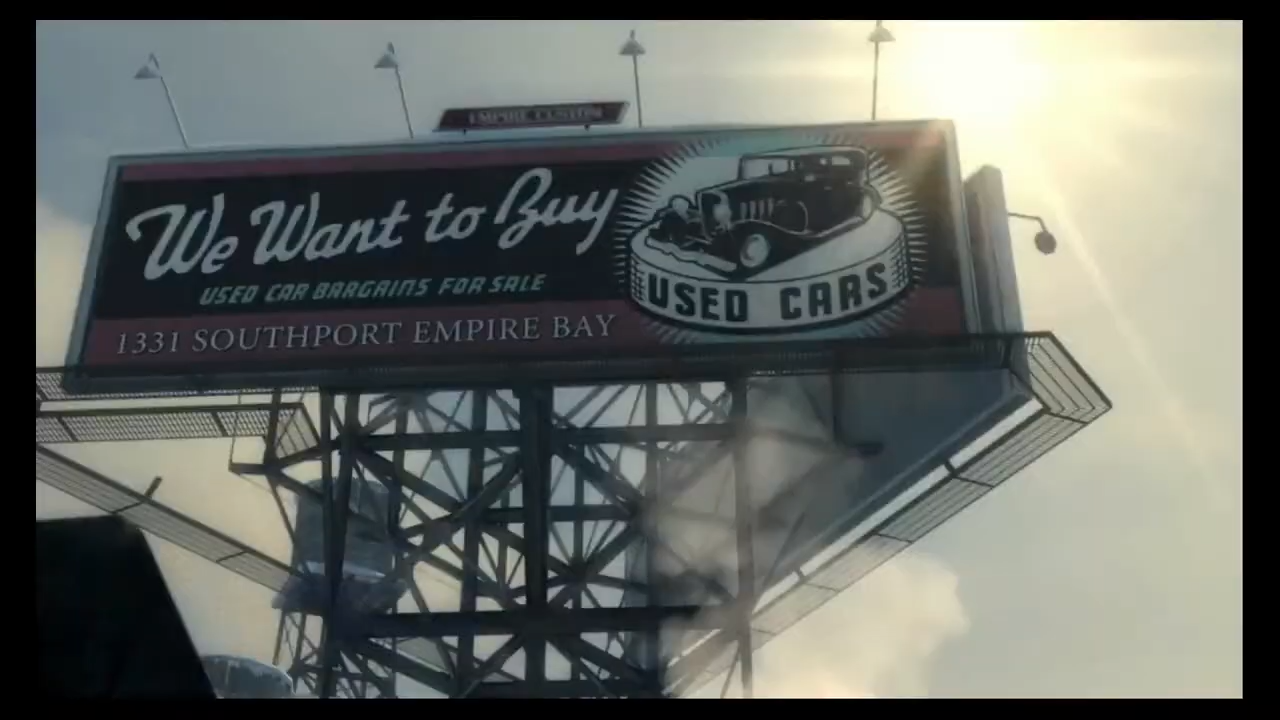 EMPIRE CUSTOM
We Want to Buy
USED CAR BARGAINS FOR SALE
1331 SOUTHPORT EMPIRE BAY
USED CARS